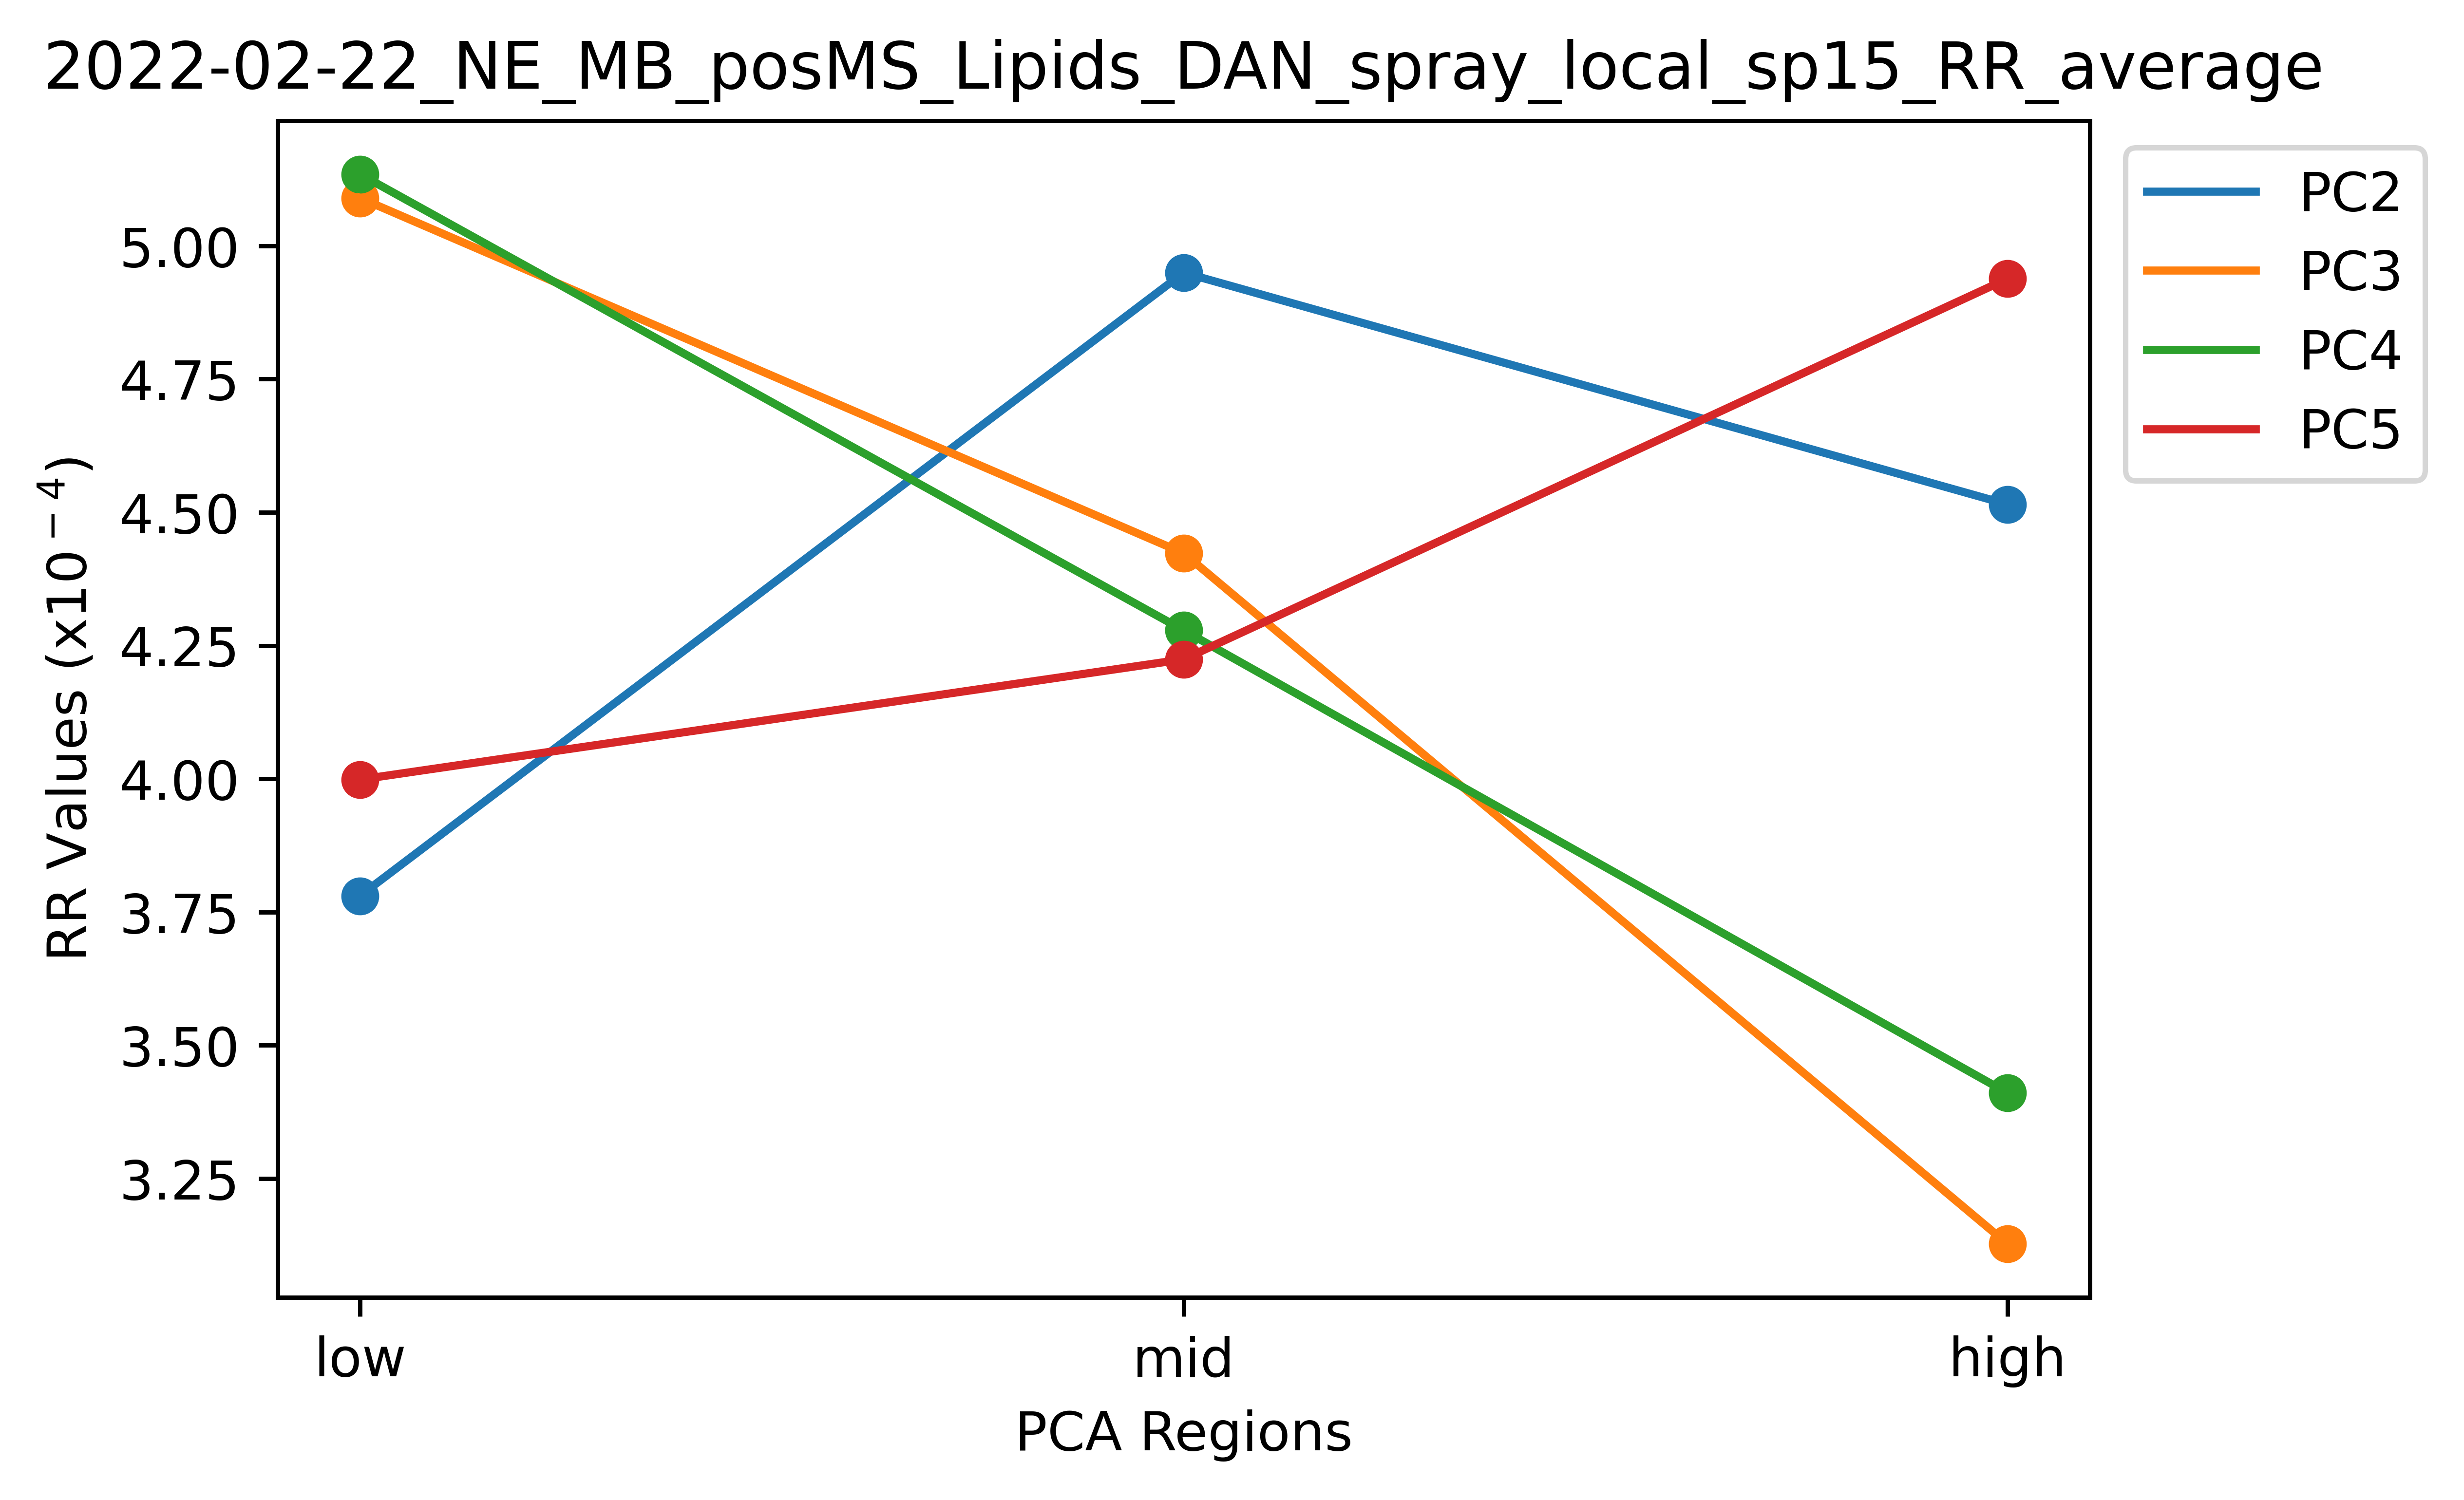 2022-02-22_NE_MB_posMS_Lipids_DAN_spray_local_sp15_RR_average
RR Values (x10⁻⁴)
5.00
4.75
4.50
4.25
4.00
3.75
3.50
3.25
low
mid
high
PCA Regions
PC2
PC3
PC4
PC5